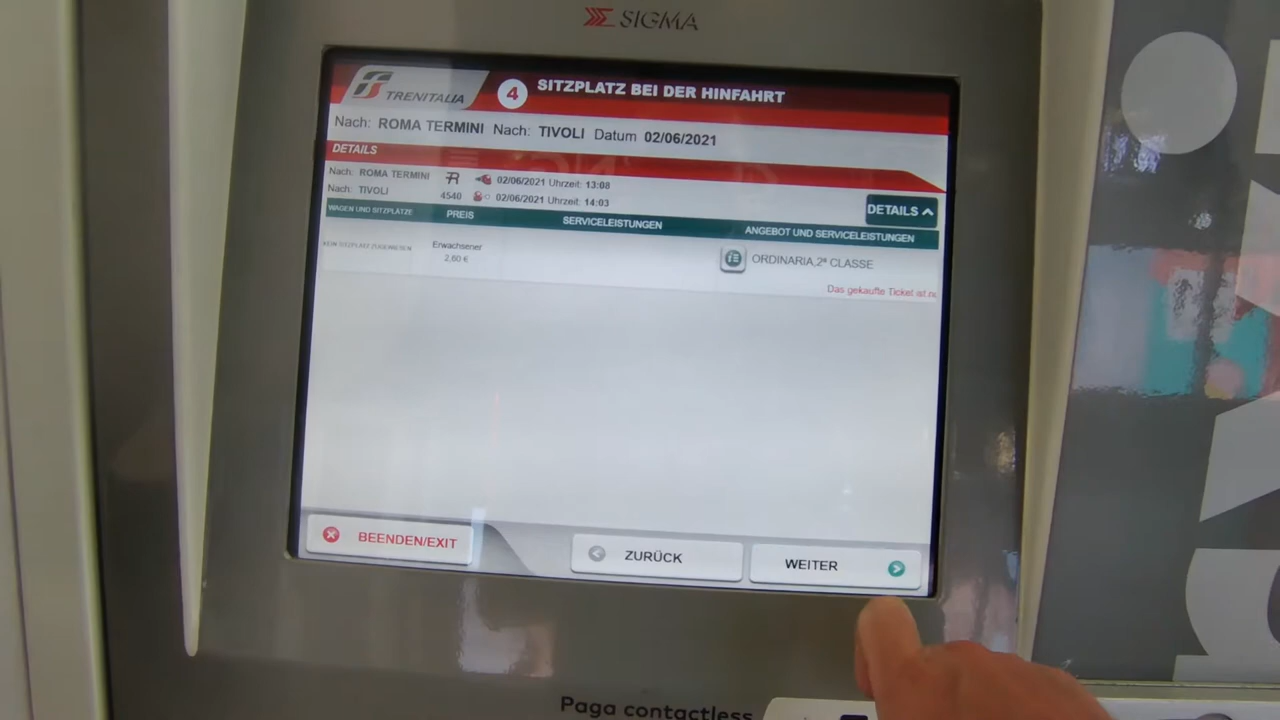 SIGMA
TRENITALIA
4 SITZPLATZ BEI DER HINFAHRT
Nach: ROMA TERMINI Nach: TIVOLI Datum 02/06/2021
DETAILS
Nach: ROMA TERMINI 02/06/2021 Uhrzeit: 13:08
Nach: TIVOLI 4540 02/06/2021 Uhrzeit: 14:03
DETAILS
WAGEN UND SITZPLÄTZE PREIS SERVICELEISTUNGEN ANGEBOT UND SERVICELEISTUNGEN
KEIN SITZPLATZ ZUGEWIESEN Erwachsener
2,60 €
ORDINARIA,2ª CLASSE
Das gekaufte Ticket ist
BEENDEN/EXIT ZURÜCK WEITER
Paga contactless